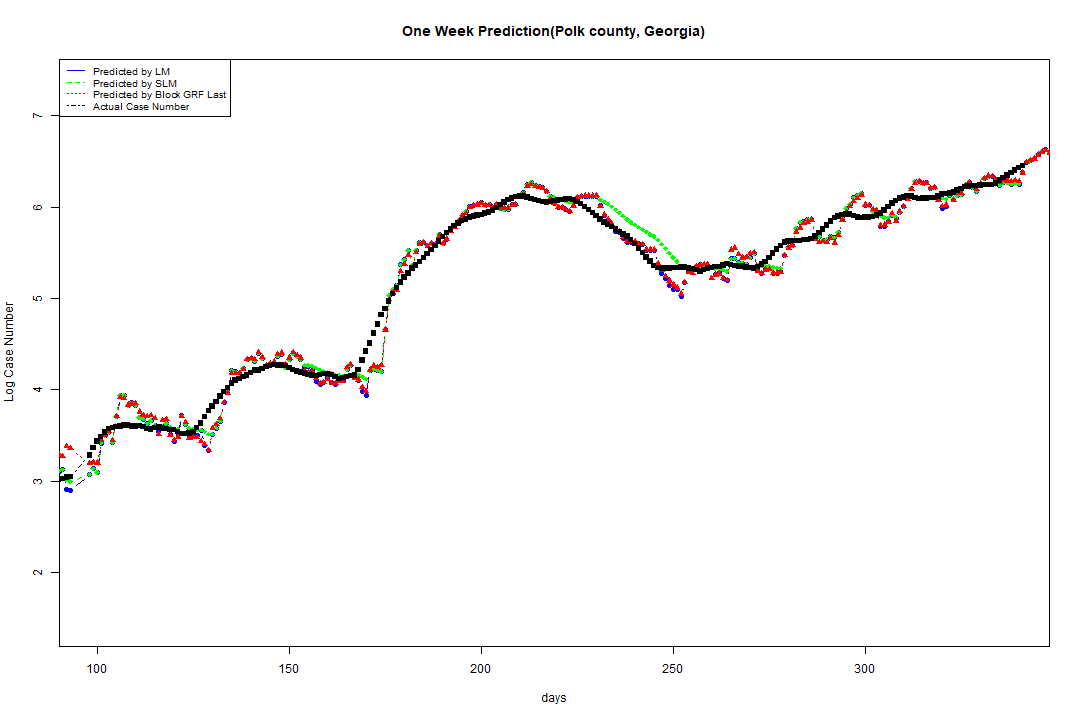 One Week Prediction(Polk county, Georgia)
Predicted by LM
Predicted by SLM
Predicted by Block GRF Last
Actual Case Number
7
6
5
4
3
2
Log Case Number
100 150 200 250 300
days